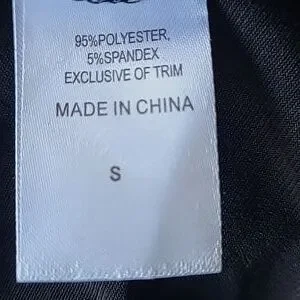 95%POLYESTER,
5%SPANDEX
EXCLUSIVE OF TRIM
MADE IN CHINA
S